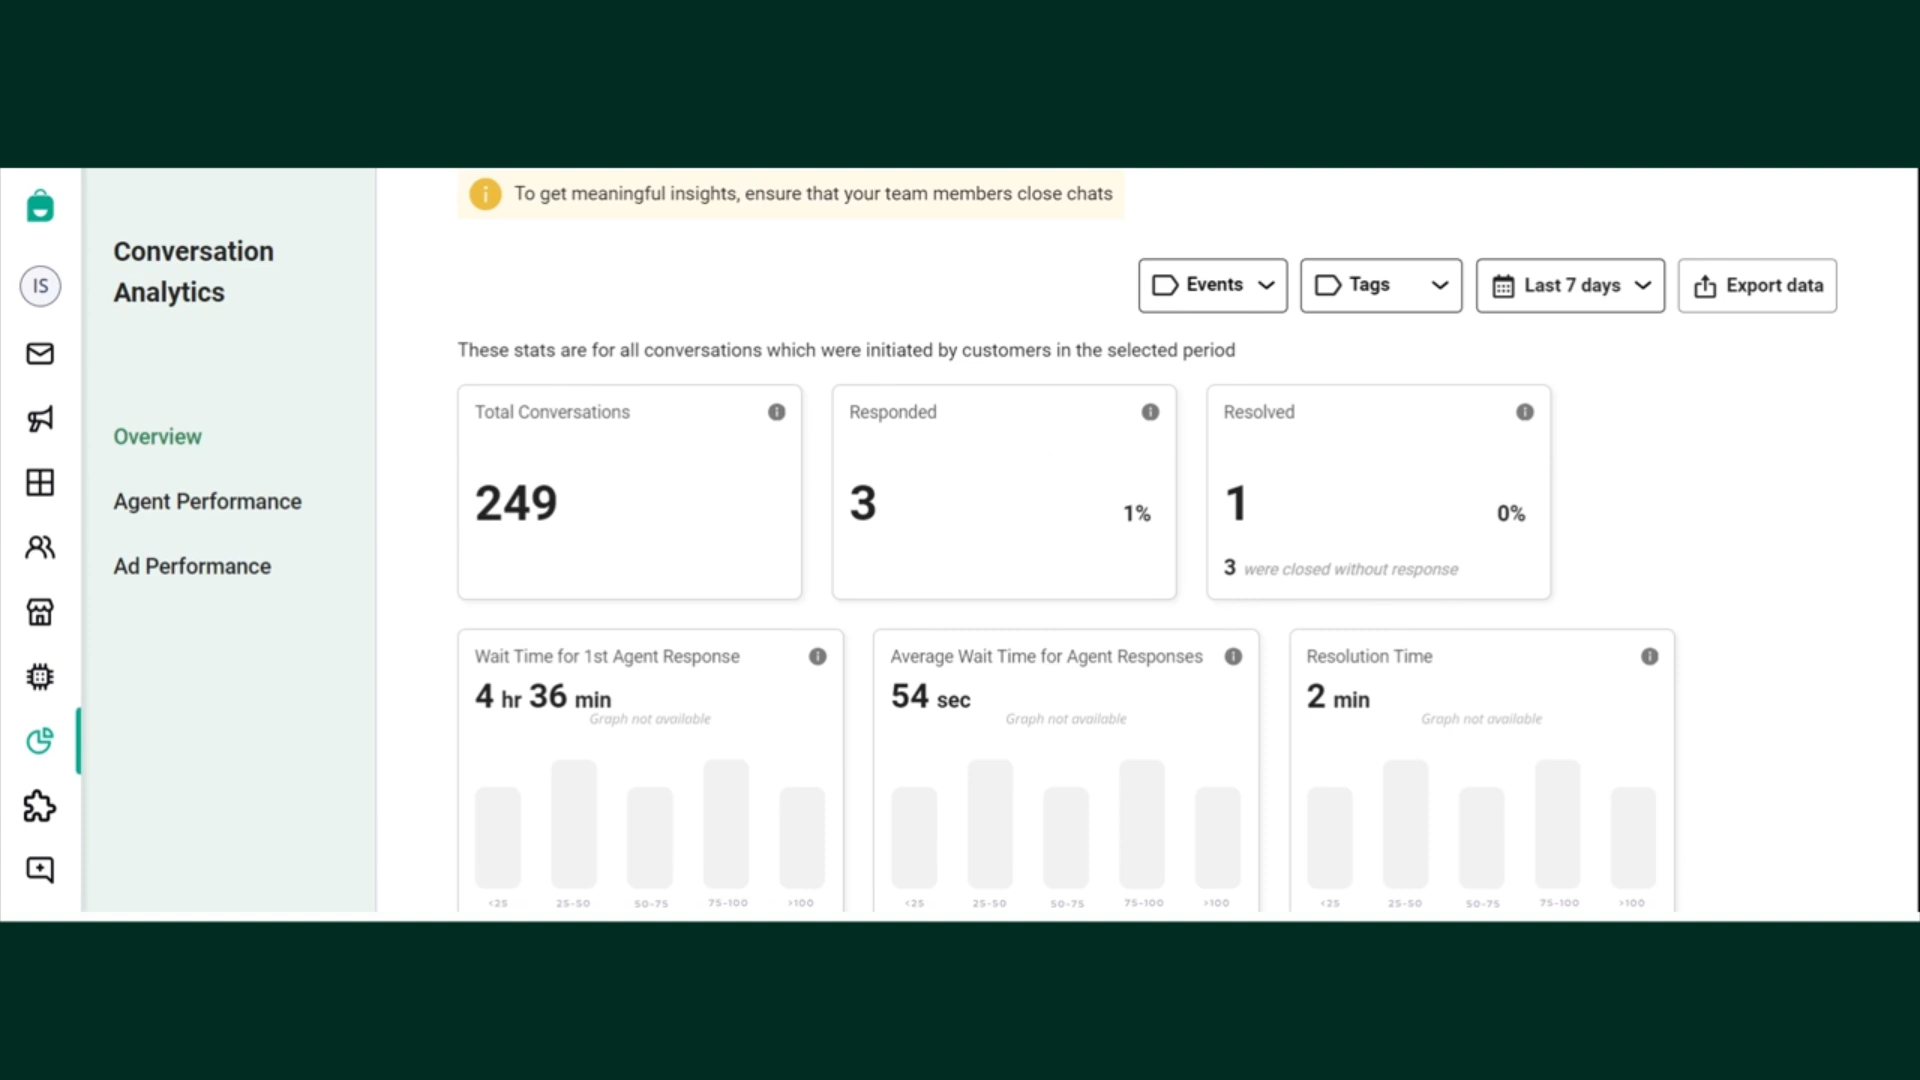 To get meaningful insights, ensure that your team members close chats
Conversation
Analytics
IS
Events
Tags
Last 7 days
Export data
These stats are for all conversations which were initiated by customers in the selected period
Overview
Agent Performance
Ad Performance
Total Conversations
249
Responded
3
1%
Resolved
1
0%
3 were closed without response
Wait Time for 1st Agent Response
4 hr 36 min
Graph not available
<25 25-50 50-75 75-100 >100
Average Wait Time for Agent Responses
54 sec
Graph not available
<25 25-50 50-75 75-100 >100
Resolution Time
2 min
Graph not available
<25 25-50 50-75 75-100 >100